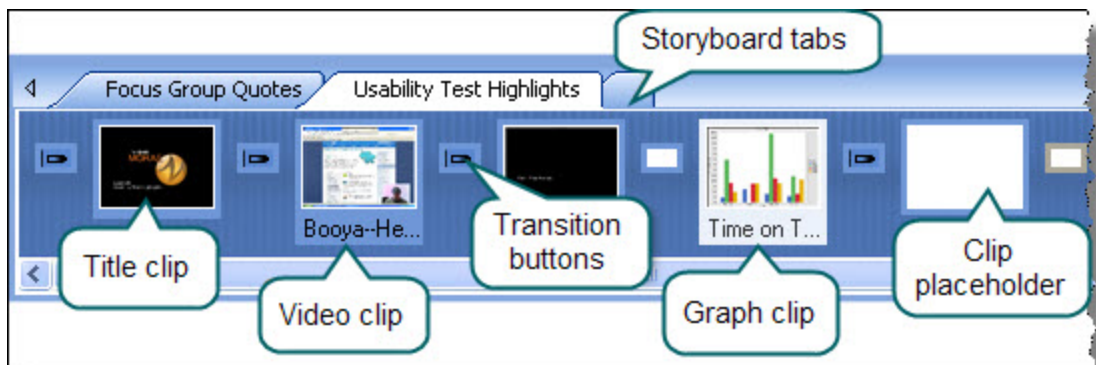 Storyboard tabs
Focus Group Quotes
Usability Test Highlights
MORAE
Booya--He...
Time on T...
Title clip
Video clip
Transition
buttons
Graph clip
Clip
placeholder